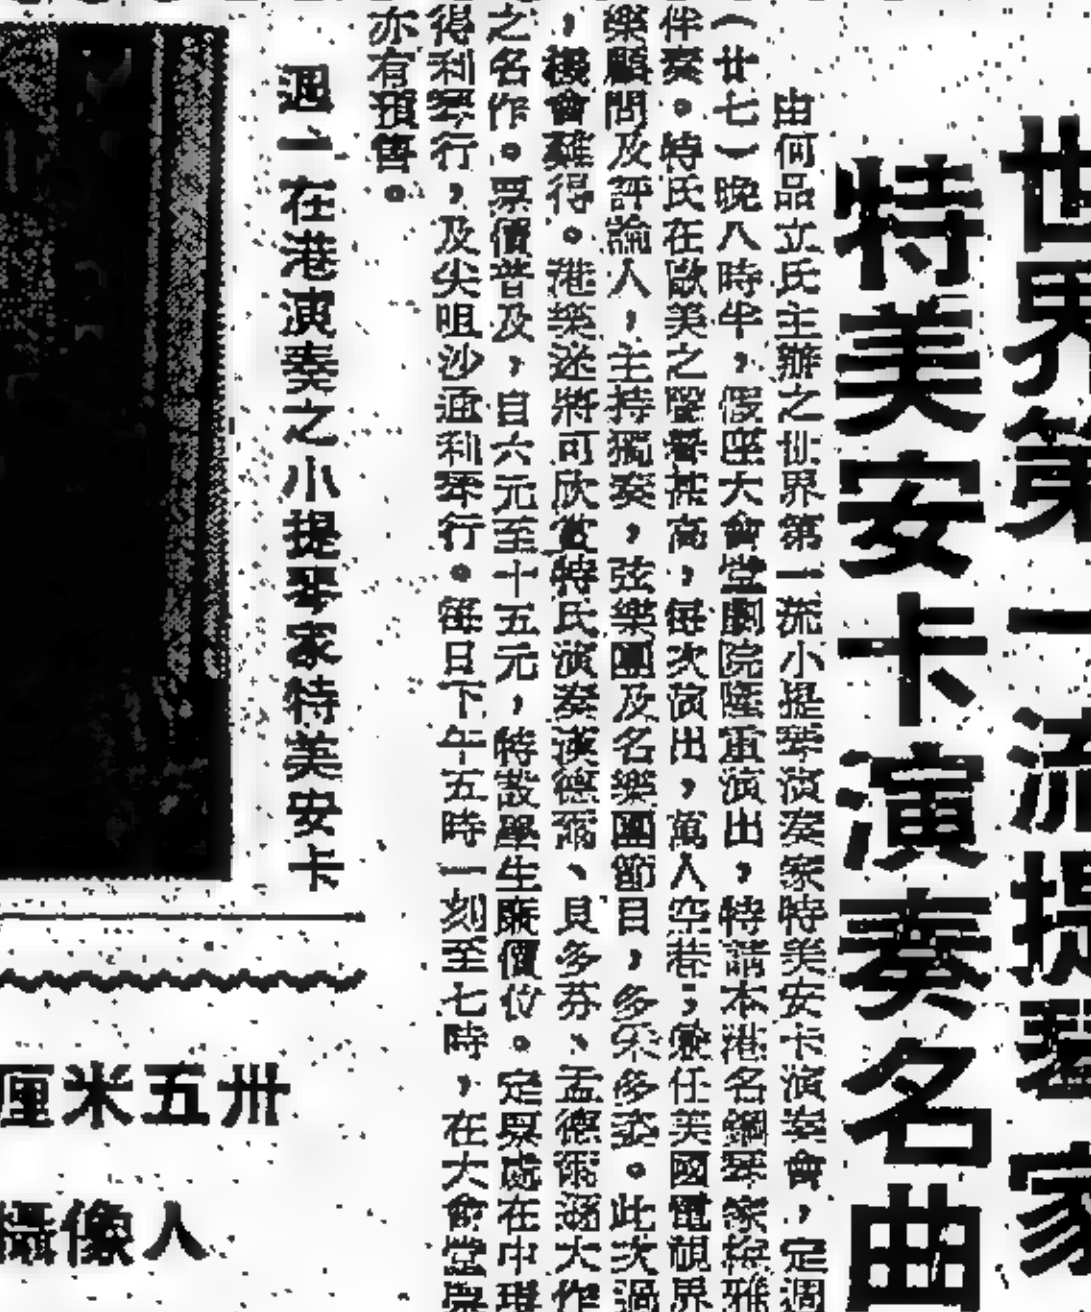 世界第一流提琴家
特美安卡演奏名曲
由何品立氏主辦之世界第一流小提琴演奏家特美安卡演奏會，定週
（廿七）晚八時半，假座大會堂劇院隆重演出，特請本港名鋼琴家 雅
伴奏。特氏在歐美之聲譽甚高，每次演出，萬人空巷；兼任美國電視界
樂顧問及評論人，主持獨奏，弦樂團及名樂團節目，多采多姿。此次過
，機會難得。港樂迷將可欣賞特氏演奏漢德爾、貝多芬、孟德爾遜大作
之名作。票價普及，自六元至十五元，特設學生廉價位。定票處在中環
得利琴行，及尖咀沙通利琴行。每日下午五時一刻至七時，在大會堂
亦有預售。
週一在港演奏之小提琴家特美安卡
厘米五卅
攝像人